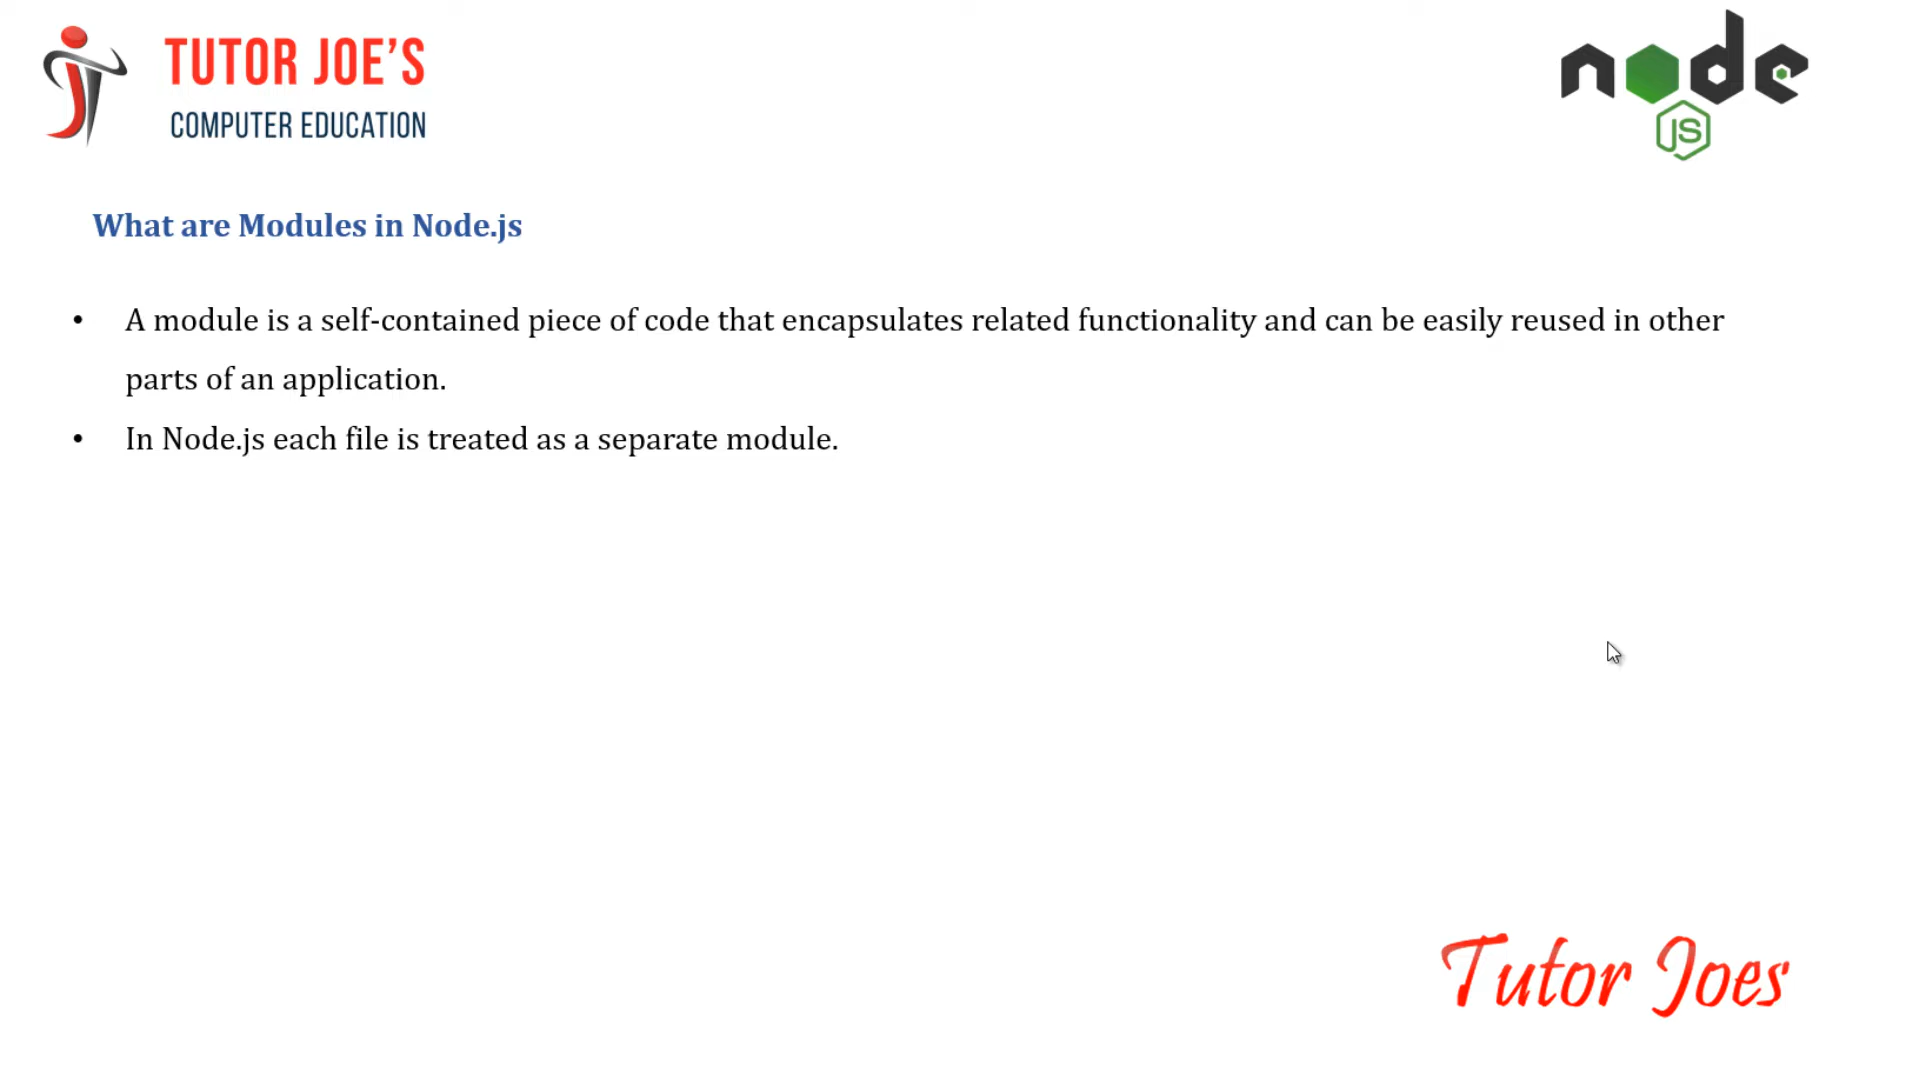 TUTOR JOE'S
COMPUTER EDUCATION
node
JS
What are Modules in Node.js
• A module is a self-contained piece of code that encapsulates related functionality and can be easily reused in other
parts of an application.
• In Node.js each file is treated as a separate module.
Tutor Joes